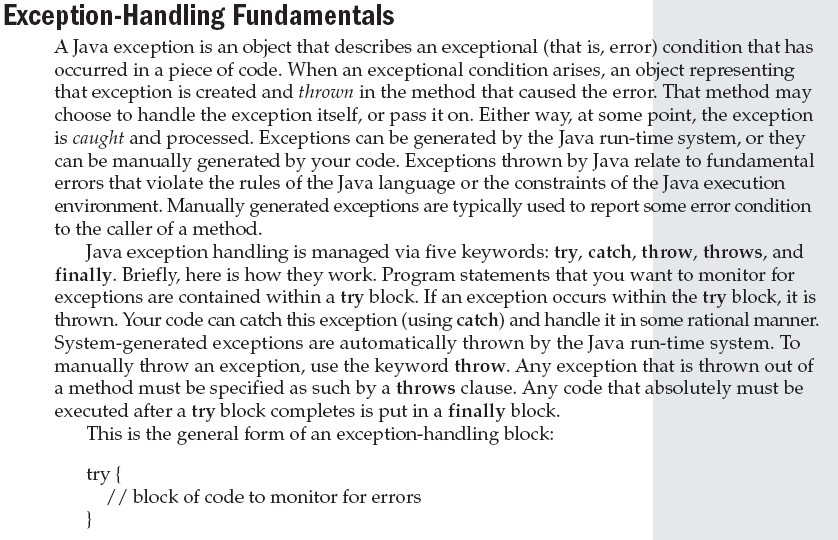 Exception-Handling Fundamentals
A Java exception is an object that describes an exceptional (that is, error) condition that has
occurred in a piece of code. When an exceptional condition arises, an object representing
that exception is created and thrown in the method that caused the error. That method may
choose to handle the exception itself, or pass it on. Either way, at some point, the exception
is caught and processed. Exceptions can be generated by the Java run-time system, or they
can be manually generated by your code. Exceptions thrown by Java relate to fundamental
errors that violate the rules of the Java language or the constraints of the Java execution
environment. Manually generated exceptions are typically used to report some error condition
to the caller of a method.
Java exception handling is managed via five keywords: try, catch, throw, throws, and
finally. Briefly, here is how they work. Program statements that you want to monitor for
exceptions are contained within a try block. If an exception occurs within the try block, it is
thrown. Your code can catch this exception (using catch) and handle it in some rational manner.
System-generated exceptions are automatically thrown by the Java run-time system. To
manually throw an exception, use the keyword throw. Any exception that is thrown out of
a method must be specified as such by a throws clause. Any code that absolutely must be
executed after a try block completes is put in a finally block.
This is the general form of an exception-handling block:
try {
// block of code to monitor for errors
}